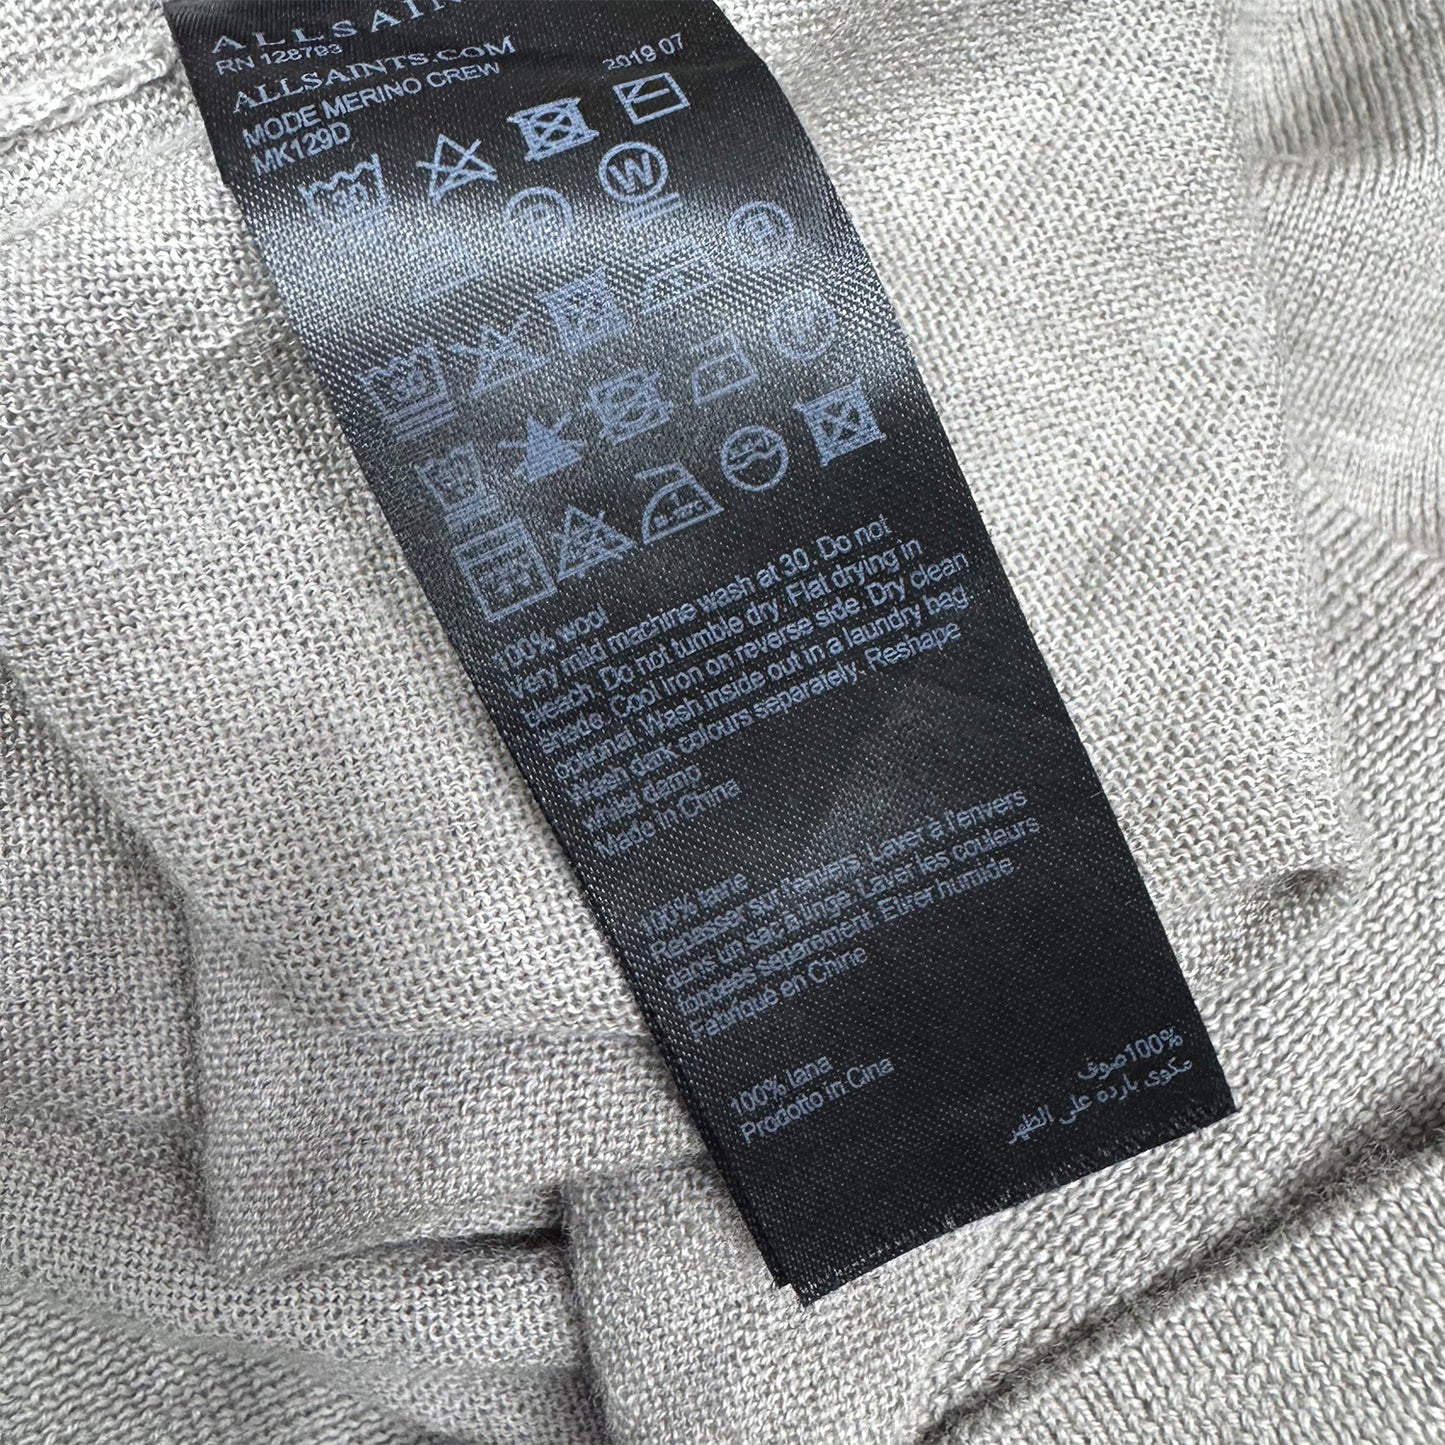 ALLSAIN
RN 128793
ALLSAINTS.COM
MODE MERINO CREW
MK129D
2019 07
30
W
P
100% wool
Very mild machine wash at 30. Do not
bleach. Do not tumble dry. Flat drying in
shade. Cool Iron on reverse side. Dry clean
optional. Wash inside out in a laundry bag.
Wash dark colours separately. Reshape
whilst damp
Made in China
100% laine
Repasser sur l'envers. Laver à l'envers
dans un sac à linge. Laver les couleurs
foncées séparément. Etirer humide
Fabriqué en Chine
100% lana
Prodotto in Cina
100% صوف
مكوى بارده على الظهر